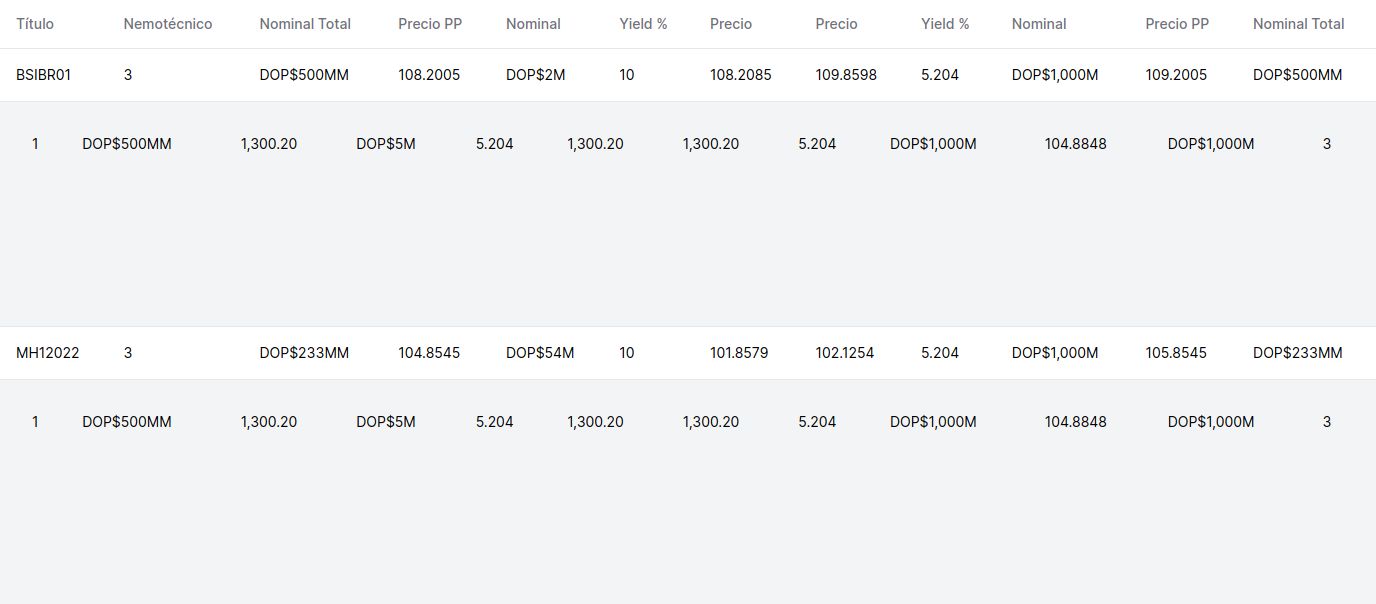 Título Nemotécnico Nominal Total Precio PP Nominal Yield % Precio Precio Yield % Nominal Precio PP Nominal Total
BSIBR01 3 DOP$500MM 108.2005 DOP$2M 10 108.2085 109.8598 5.204 DOP$1,000M 109.2005 DOP$500MM
1 DOP$500MM 1,300.20 DOP$5M 5.204 1,300.20 1,300.20 5.204 DOP$1,000M 104.8848 DOP$1,000M 3
MH12022 3 DOP$233MM 104.8545 DOP$54M 10 101.8579 102.1254 5.204 DOP$1,000M 105.8545 DOP$233MM
1 DOP$500MM 1,300.20 DOP$5M 5.204 1,300.20 1,300.20 5.204 DOP$1,000M 104.8848 DOP$1,000M 3